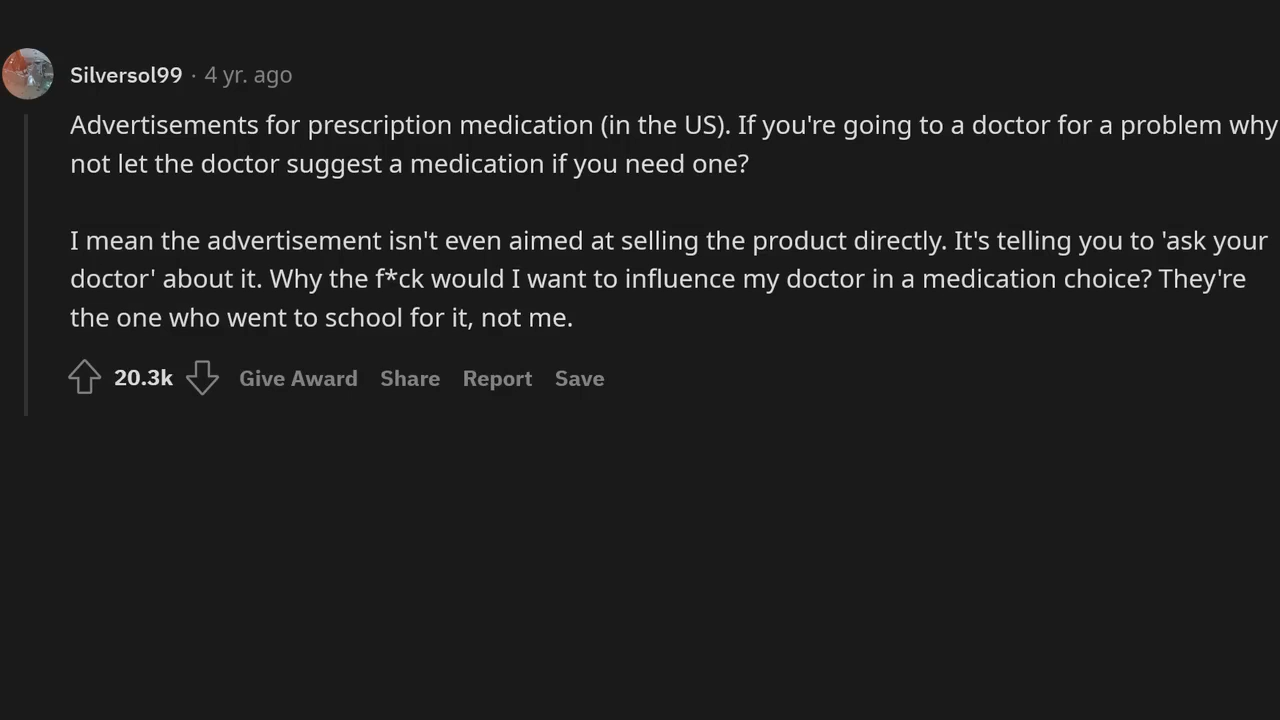 Silversol99 · 4 yr. ago
Advertisements for prescription medication (in the US). If you're going to a doctor for a problem why
not let the doctor suggest a medication if you need one?
I mean the advertisement isn't even aimed at selling the product directly. It's telling you to 'ask your
doctor' about it. Why the f*ck would I want to influence my doctor in a medication choice? They're
the one who went to school for it, not me.
20.3k Give Award Share Report Save